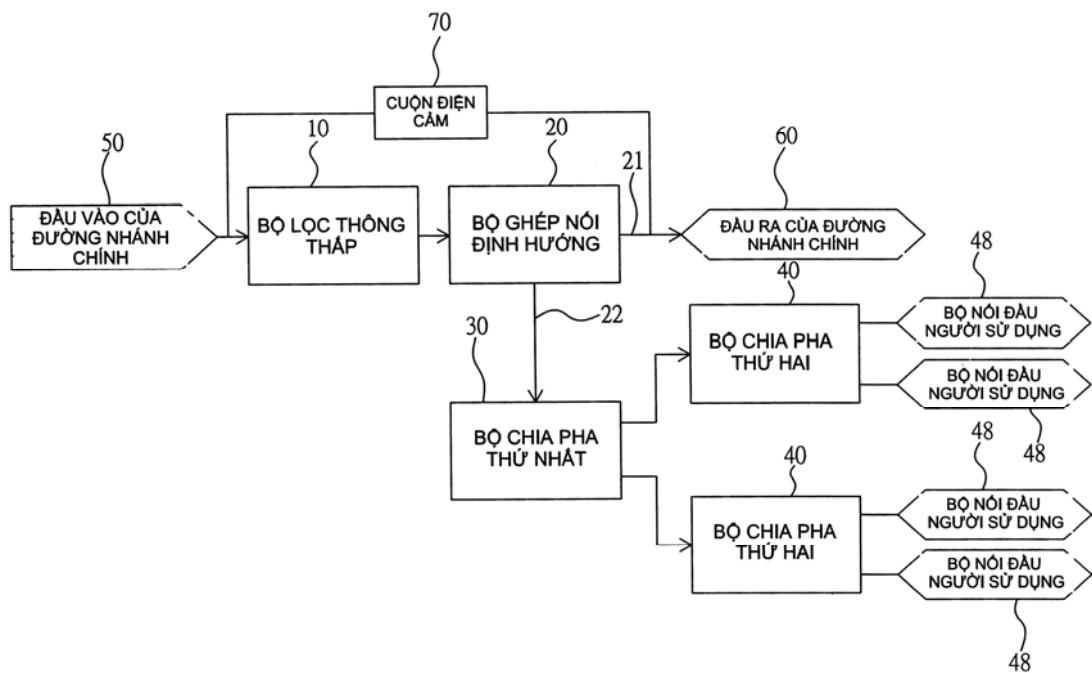 70
CUỘN ĐIỆN
CẢM
50
10
20
21
60
ĐẦU VÀO CỦA
ĐƯỜNG NHÁNH
CHÍNH
BỘ LỌC THÔNG
THẤP
BỘ GHÉP NỐI
ĐỊNH HƯỚNG
ĐẦU RA CỦA ĐƯỜNG
NHÁNH CHÍNH
22
30
BỘ CHIA PHA
THỨ NHẤT
40
BỘ CHIA PHA
THỨ HAI
48
BỘ NỐI ĐẦU
NGƯỜI SỬ DỤNG
BỘ NỐI ĐẦU
NGƯỜI SỬ DỤNG
48
40
BỘ CHIA PHA
THỨ HAI
48
BỘ NỐI ĐẦU
NGƯỜI SỬ DỤNG
BỘ NỐI ĐẦU
NGƯỜI SỬ DỤNG
48